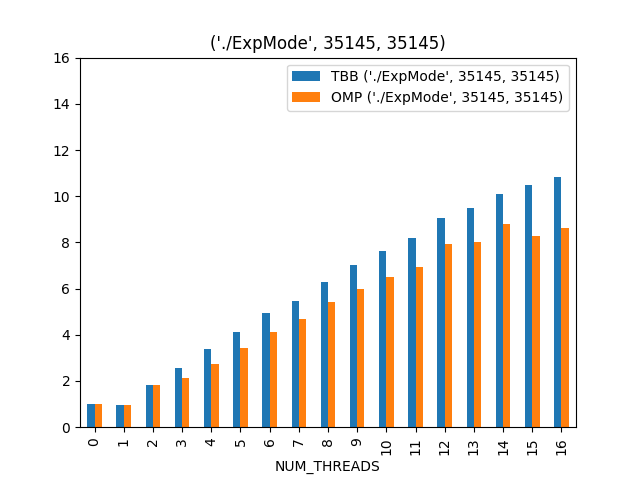 ('./ExpMode', 35145, 35145)
TBB ('./ExpMode', 35145, 35145)
OMP ('./ExpMode', 35145, 35145)
16
14
12
10
8
6
4
2
0
0 1 2 3 4 5 6 7 8 9 10 11 12 13 14 15 16
NUM_THREADS